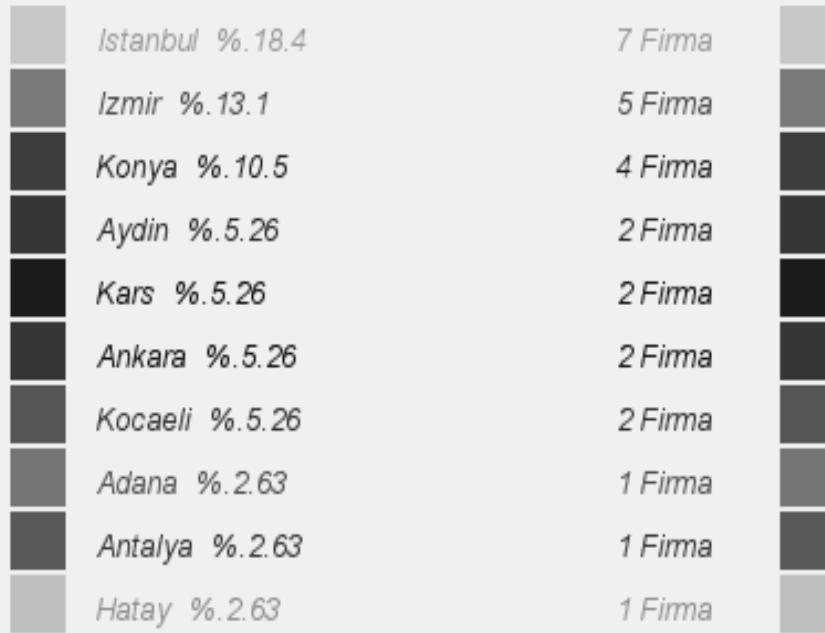 Istanbul %.18.4 7 Firma
Izmir %.13.1 5 Firma
Konya %.10.5 4 Firma
Aydin %.5.26 2 Firma
Kars %.5.26 2 Firma
Ankara %.5.26 2 Firma
Kocaeli %.5.26 2 Firma
Adana %.2.63 1 Firma
Antalya %.2.63 1 Firma
Hatay %.2.63 1 Firma